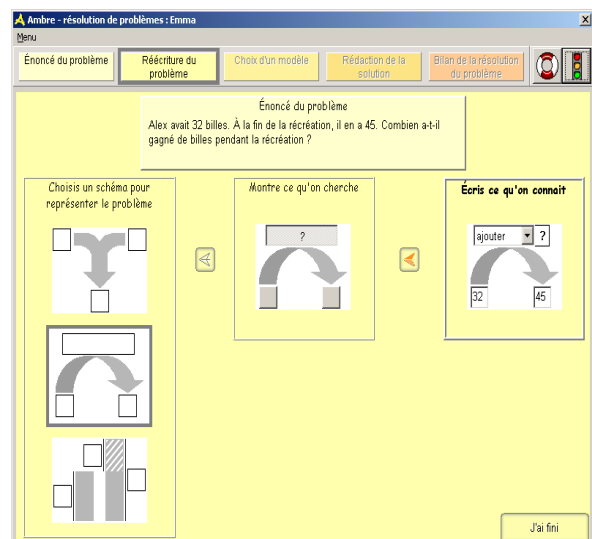 Ambre - résolution de problèmes : Emma
Menu
Énoncé du problème
Réécriture du
problème
Choix d'un modèle
Rédaction de la
solution
Bilan de la résolution
du problème
Énoncé du problème
Alex avait 32 billes. À la fin de la récréation, il en a 45. Combien a-t-il
gagné de billes pendant la récréation ?
Choisis un schéma pour
représenter le problème
Montre ce qu'on cherche
?
Écris ce qu'on connait
ajouter ?
32 45
J'ai fini